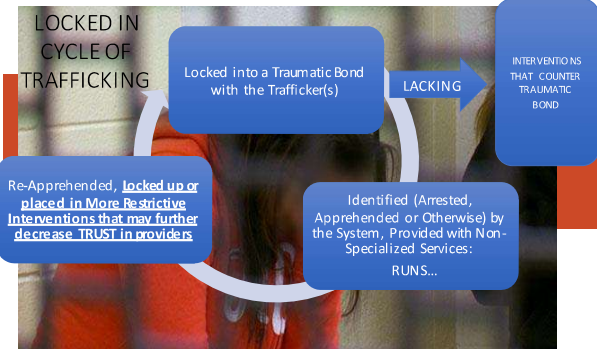 LOCKED IN
CYCLE OF
TRAFFICKING
Locked into a Traumatic Bond
with the Trafficker(s)
LACKING
INTERVENTIONS
THAT COUNTER
TRAUMATIC
BOND
Identified (Arrested,
Apprehended or Otherwise) by
the System, Provided with Non-
Specialized Services:
RUNS...
Re-Apprehended, Locked up or
placed in More Restrictive
Interventions that may further
decrease TRUST in providers